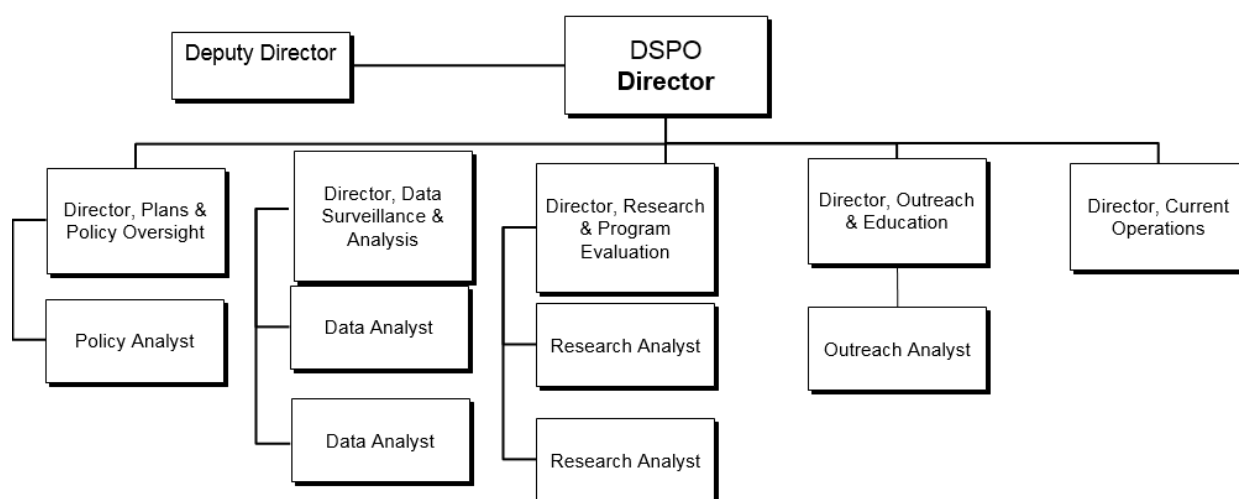 Deputy Director
DSPO
Director
Director, Plans &
Policy Oversight
Director, Data
Surveillance &
Analysis
Director, Research
& Program
Evaluation
Director, Outreach
& Education
Director, Current
Operations
Policy Analyst
Data Analyst
Research Analyst
Outreach Analyst
Data Analyst
Research Analyst